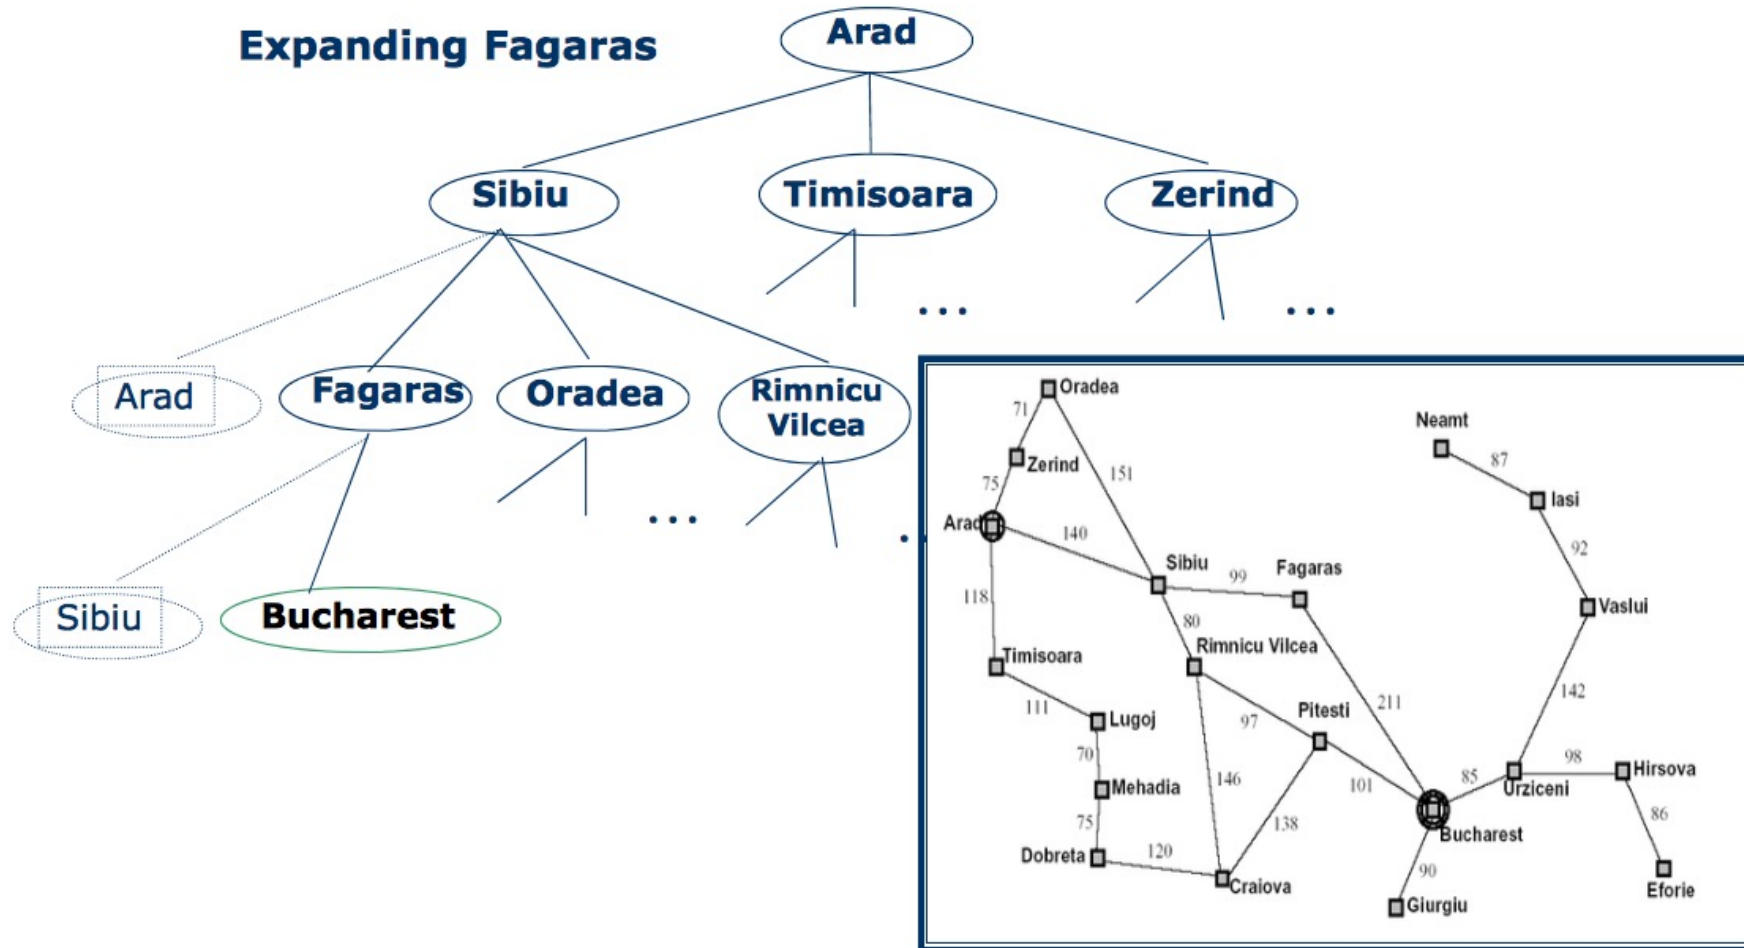 Expanding Fagaras
Arad
Sibiu
Timisoara
Zerind
...
...
Arad
Fagaras
Oradea
Rimnicu
Vilcea
...
Sibiu
Bucharest
Oradea
71
Neamt
Zerind
87
151
75
Iasi
Arad
140
92
Sibiu
Fagaras
99
118
Vaslui
80
Rimnicu Vilcea
Timisoara
142
211
111
97
Pitesti
Lugoj
70
98
Hirsova
146
85
Mehadia
101
Urziceni
75
138
86
Bucharest
120
Dobreta
90
Craiova
Eforie
Giurgiu